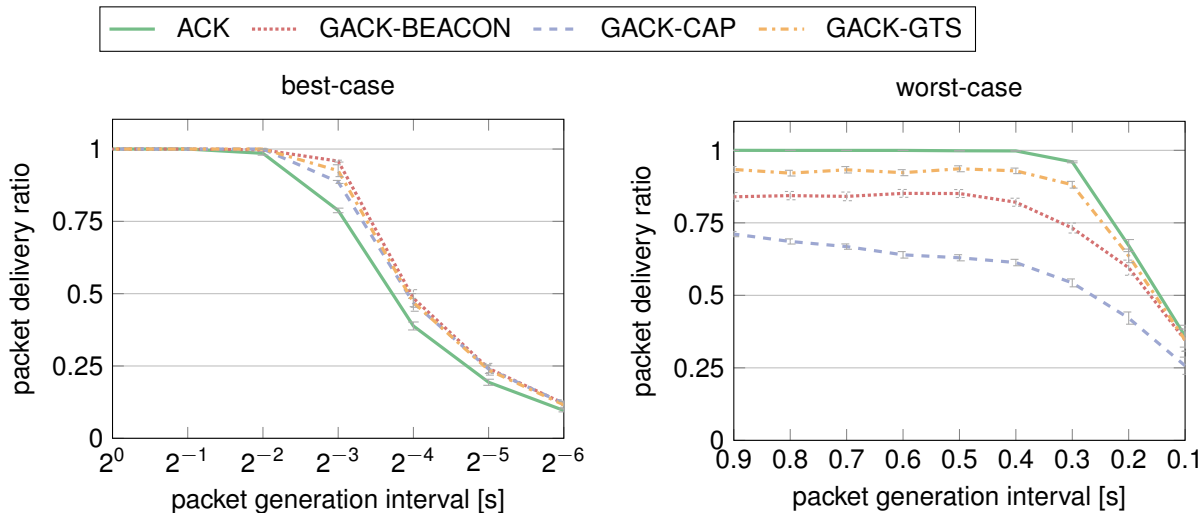 ACK GACK-BEACON GACK-CAP GACK-GTS
best-case
1
0.75
0.5
0.25
0
2⁰ 2⁻¹ 2⁻² 2⁻³ 2⁻⁴ 2⁻⁵ 2⁻⁶
packet generation interval [s]
packet delivery ratio
worst-case
1
0.75
0.5
0.25
0
0.9 0.8 0.7 0.6 0.5 0.4 0.3 0.2 0.1
packet generation interval [s]
packet delivery ratio